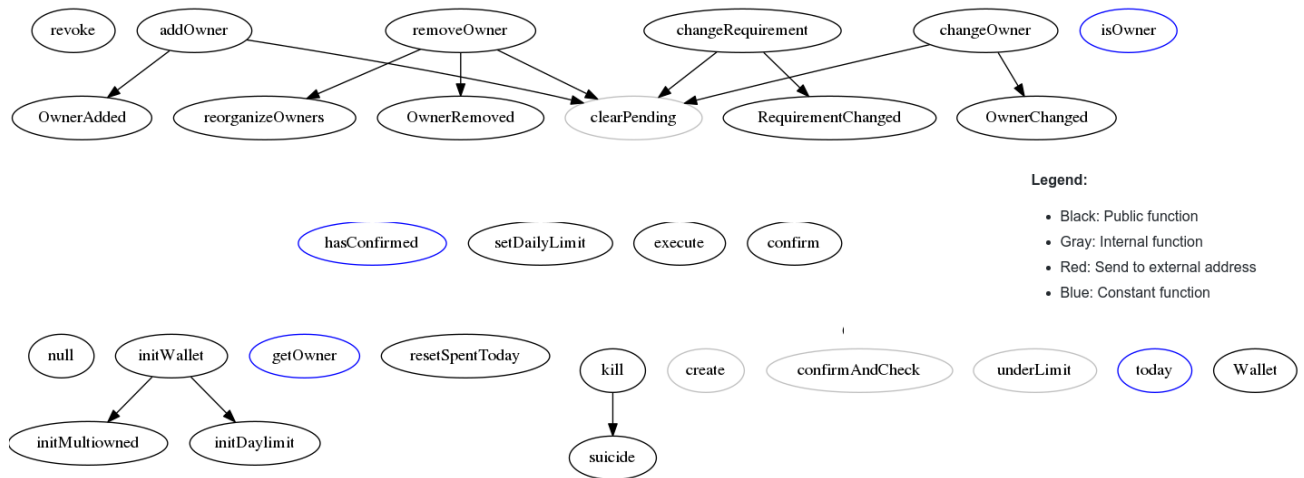 revoke addOwner removeOwner changeRequirement changeOwner isOwner
OwnerAdded reorganizeOwners OwnerRemoved clearPending RequirementChanged OwnerChanged
Legend:
• Black: Public function
• Gray: Internal function
• Red: Send to external address
• Blue: Constant function
hasConfirmed setDailyLimit execute confirm
null initWallet getOwner resetSpentToday kill create confirmAndCheck underLimit today Wallet
initMultiowned initDaylimit suicide